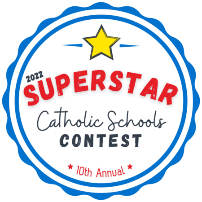 2022
SUPERSTAR
Catholic Schools
CONTEST
10th Annual